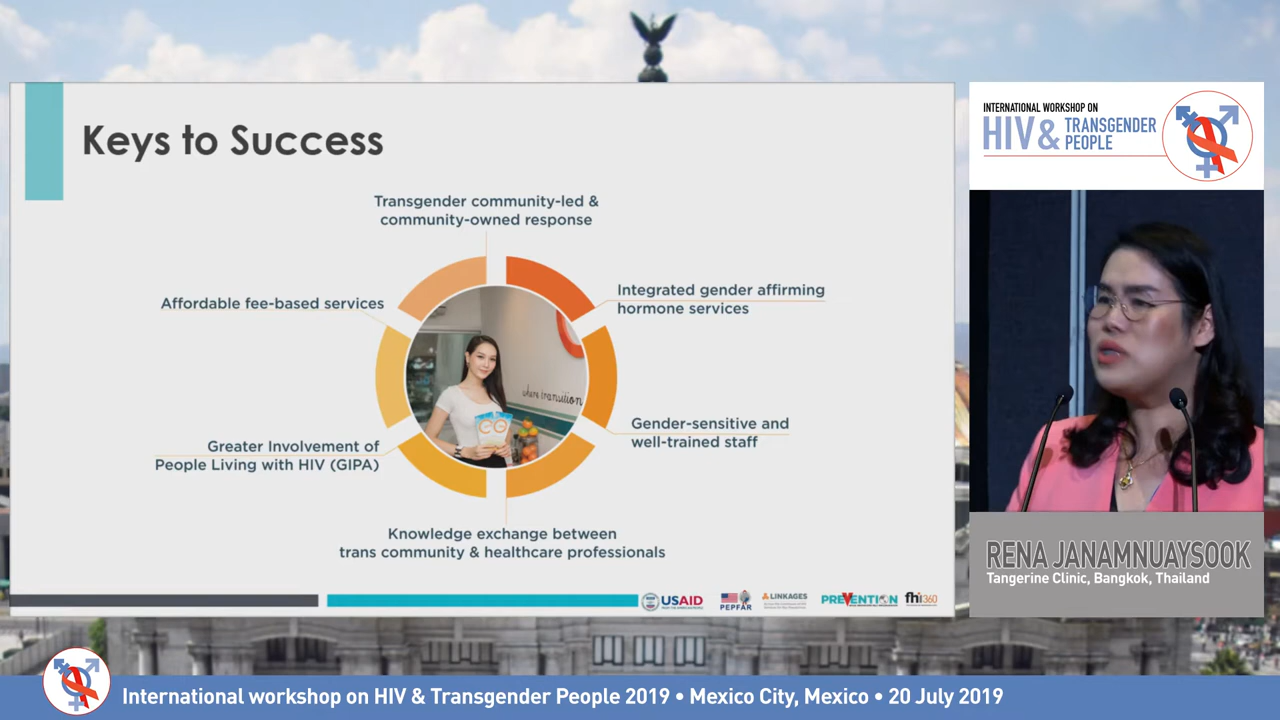 Keys to Success
Transgender community-led &
community-owned response
Affordable fee-based services
Integrated gender affirming
hormone services
where transition
Gender-sensitive and
well-trained staff
Greater Involvement of
People Living with HIV (GIPA)
Knowledge exchange between
trans community & healthcare professionals
USAID
PEPFAR
LINKAGES
PREVENTION
fhi360
INTERNATIONAL WORKSHOP ON
HIV & TRANSGENDER
PEOPLE
RENA JANAMNUAYSOOK
Tangerine Clinic, Bangkok, Thailand
International workshop on HIV & Transgender People 2019 • Mexico City, Mexico • 20 July 2019